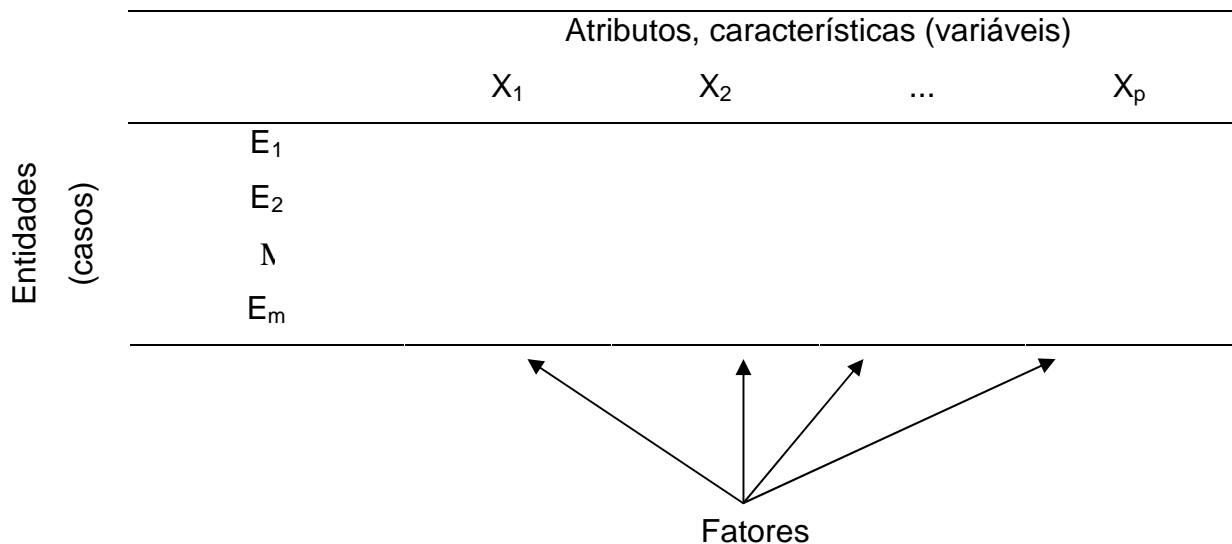 Atributos, características (variáveis)
X₁ X₂ ... Xₚ
Entidades
(casos)
E₁
E₂
M
Eₘ
Fatores